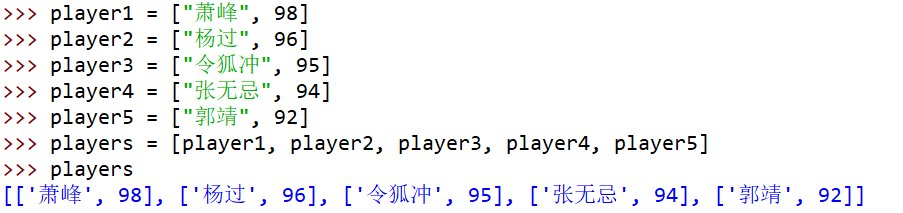 >>> player1 = ["萧峰", 98]
>>> player2 = ["杨过", 96]
>>> player3 = ["令狐冲", 95]
>>> player4 = ["张无忌", 94]
>>> player5 = ["郭靖", 92]
>>> players = [player1, player2, player3, player4, player5]
>>> players
[['萧峰', 98], ['杨过', 96], ['令狐冲', 95], ['张无忌', 94], ['郭靖', 92]]